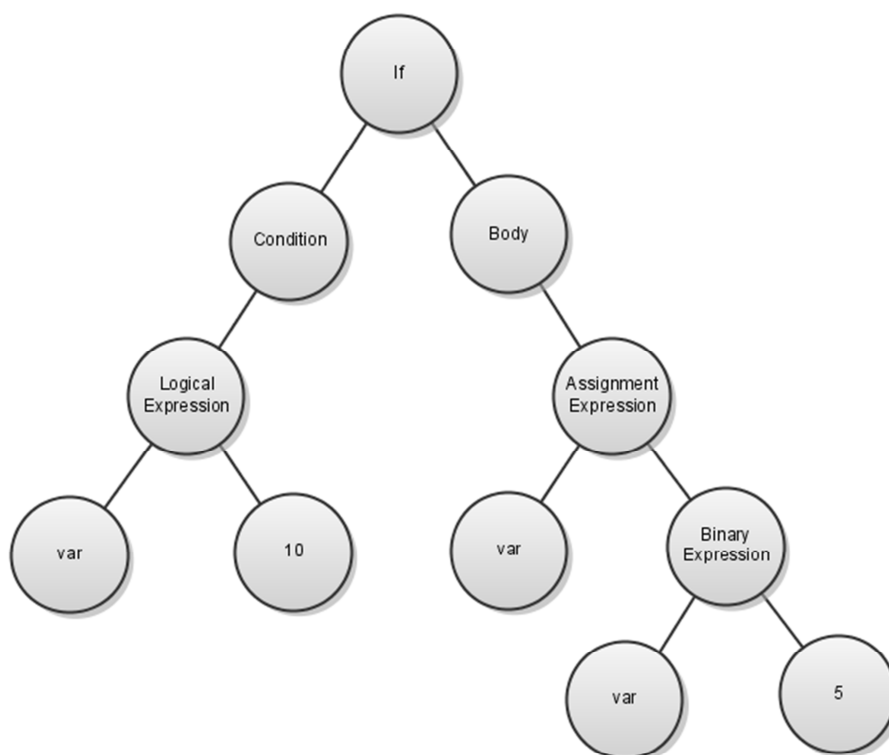 If
Condition
Body
Logical
Expression
Assignment
Expression
var
10
var
Binary
Expression
var
5